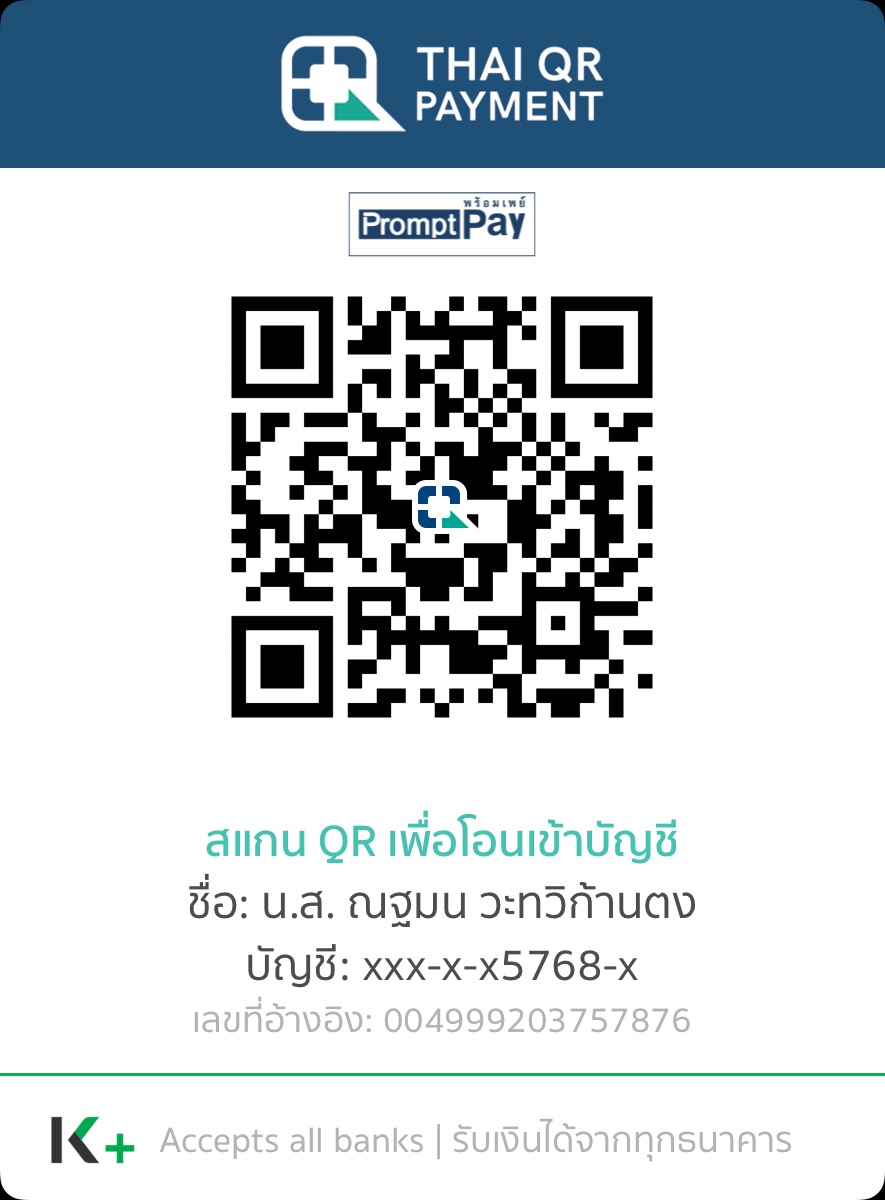 THAI QR
PAYMENT
พร้อมเพย์
PromptPay
สแกน QR เพื่อโอนเข้าบัญชี
ชื่อ: น.ส. ณฐมน วะทวิก้านตง
บัญชี: xxx-x-x5768-x
เลขที่อ้างอิง: 004999203757876
K+ Accepts all banks | รับเงินได้จากทุกธนาคาร